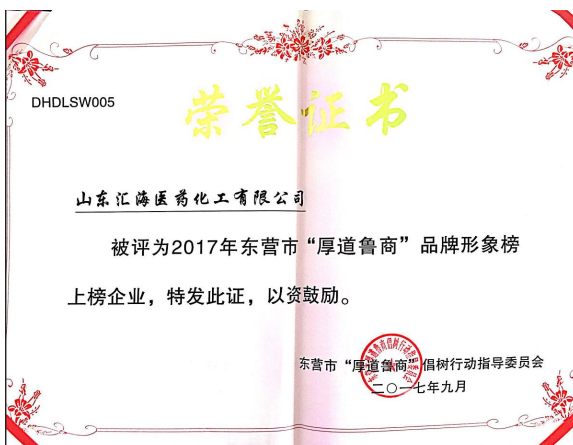 DHDLSW005
荣誉证书
山东汇海医药化工有限公司
被评为2017年东营市“厚道鲁商”品牌形象榜
上榜企业，特发此证，以资鼓励。
东营市“厚道鲁商”倡树行动指导委员会
二〇一七年九月